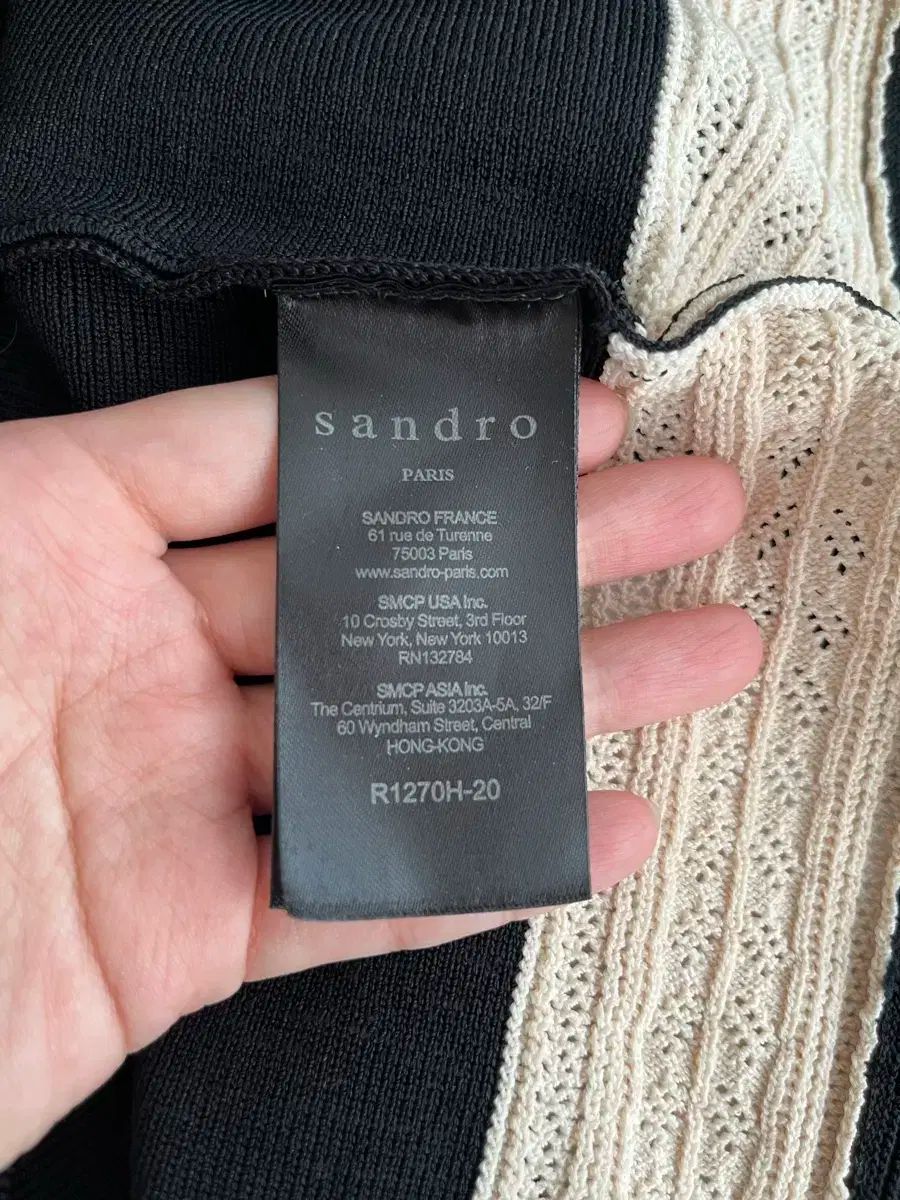 sandro
PARIS
SANDRO FRANCE
61 rue de Turenne
75003 Paris
www.sandro-paris.com
SMCP USA Inc.
10 Crosby Street, 3rd Floor
New York, New York 10013
RN132784
SMCP ASIA Inc.
The Centrium, Suite 3203A-5A, 32/F
60 Wyndham Street, Central
HONG-KONG
R1270H-20